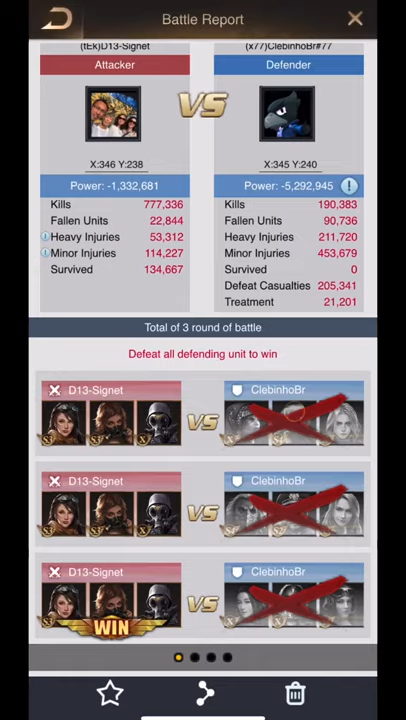 Battle Report
(tEk)D13-Signet
(x77)ClebinhoBr#77
Attacker
Defender
VS
X:346 Y:238
X:345 Y:240
Power: -1,332,681
Power: -5,292,945
Kills 777,336
Kills 190,383
Fallen Units 22,844
Fallen Units 90,736
Heavy Injuries 53,312
Heavy Injuries 211,720
Minor Injuries 114,227
Minor Injuries 453,679
Survived 134,667
Survived 0
Defeat Casualties 205,341
Treatment 21,201
Total of 3 round of battle
Defeat all defending unit to win
D13-Signet
ClebinhoBr
VS
D13-Signet
ClebinhoBr
VS
D13-Signet
ClebinhoBr
VS
WIN